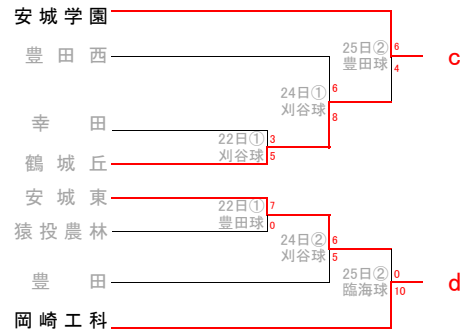 安城学園
豊田西
25日② 6
豊田球 4
c
24日① 6
刈谷球 8
幸田
22日① 3
刈谷球 5
鶴城丘
安城東
22日① 7
豊田球 0
猿投農林
24日② 6
刈谷球 5
豊田
25日② 0
臨海球 10
d
岡崎工科